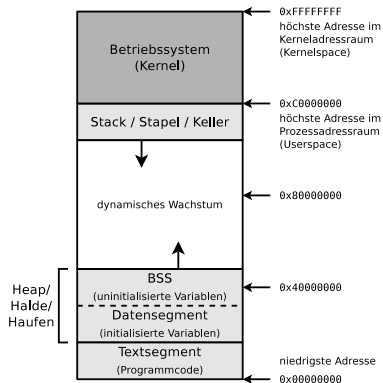 0xFFFFFFFF
höchste Adresse im
Kerneladressraum
(Kernelspace)
Betriebssystem
(Kernel)
0xC0000000
höchste Adresse im
Prozessadressraum
(Userspace)
Stack / Stapel / Keller
dynamisches Wachstum
0x80000000
Heap/
Halde/
Haufen
BSS
(uninitialisierte Variablen)
0x40000000
Datensegment
(initialisierte Variablen)
Textsegment
(Programmcode)
niedrigste Adresse
0x00000000